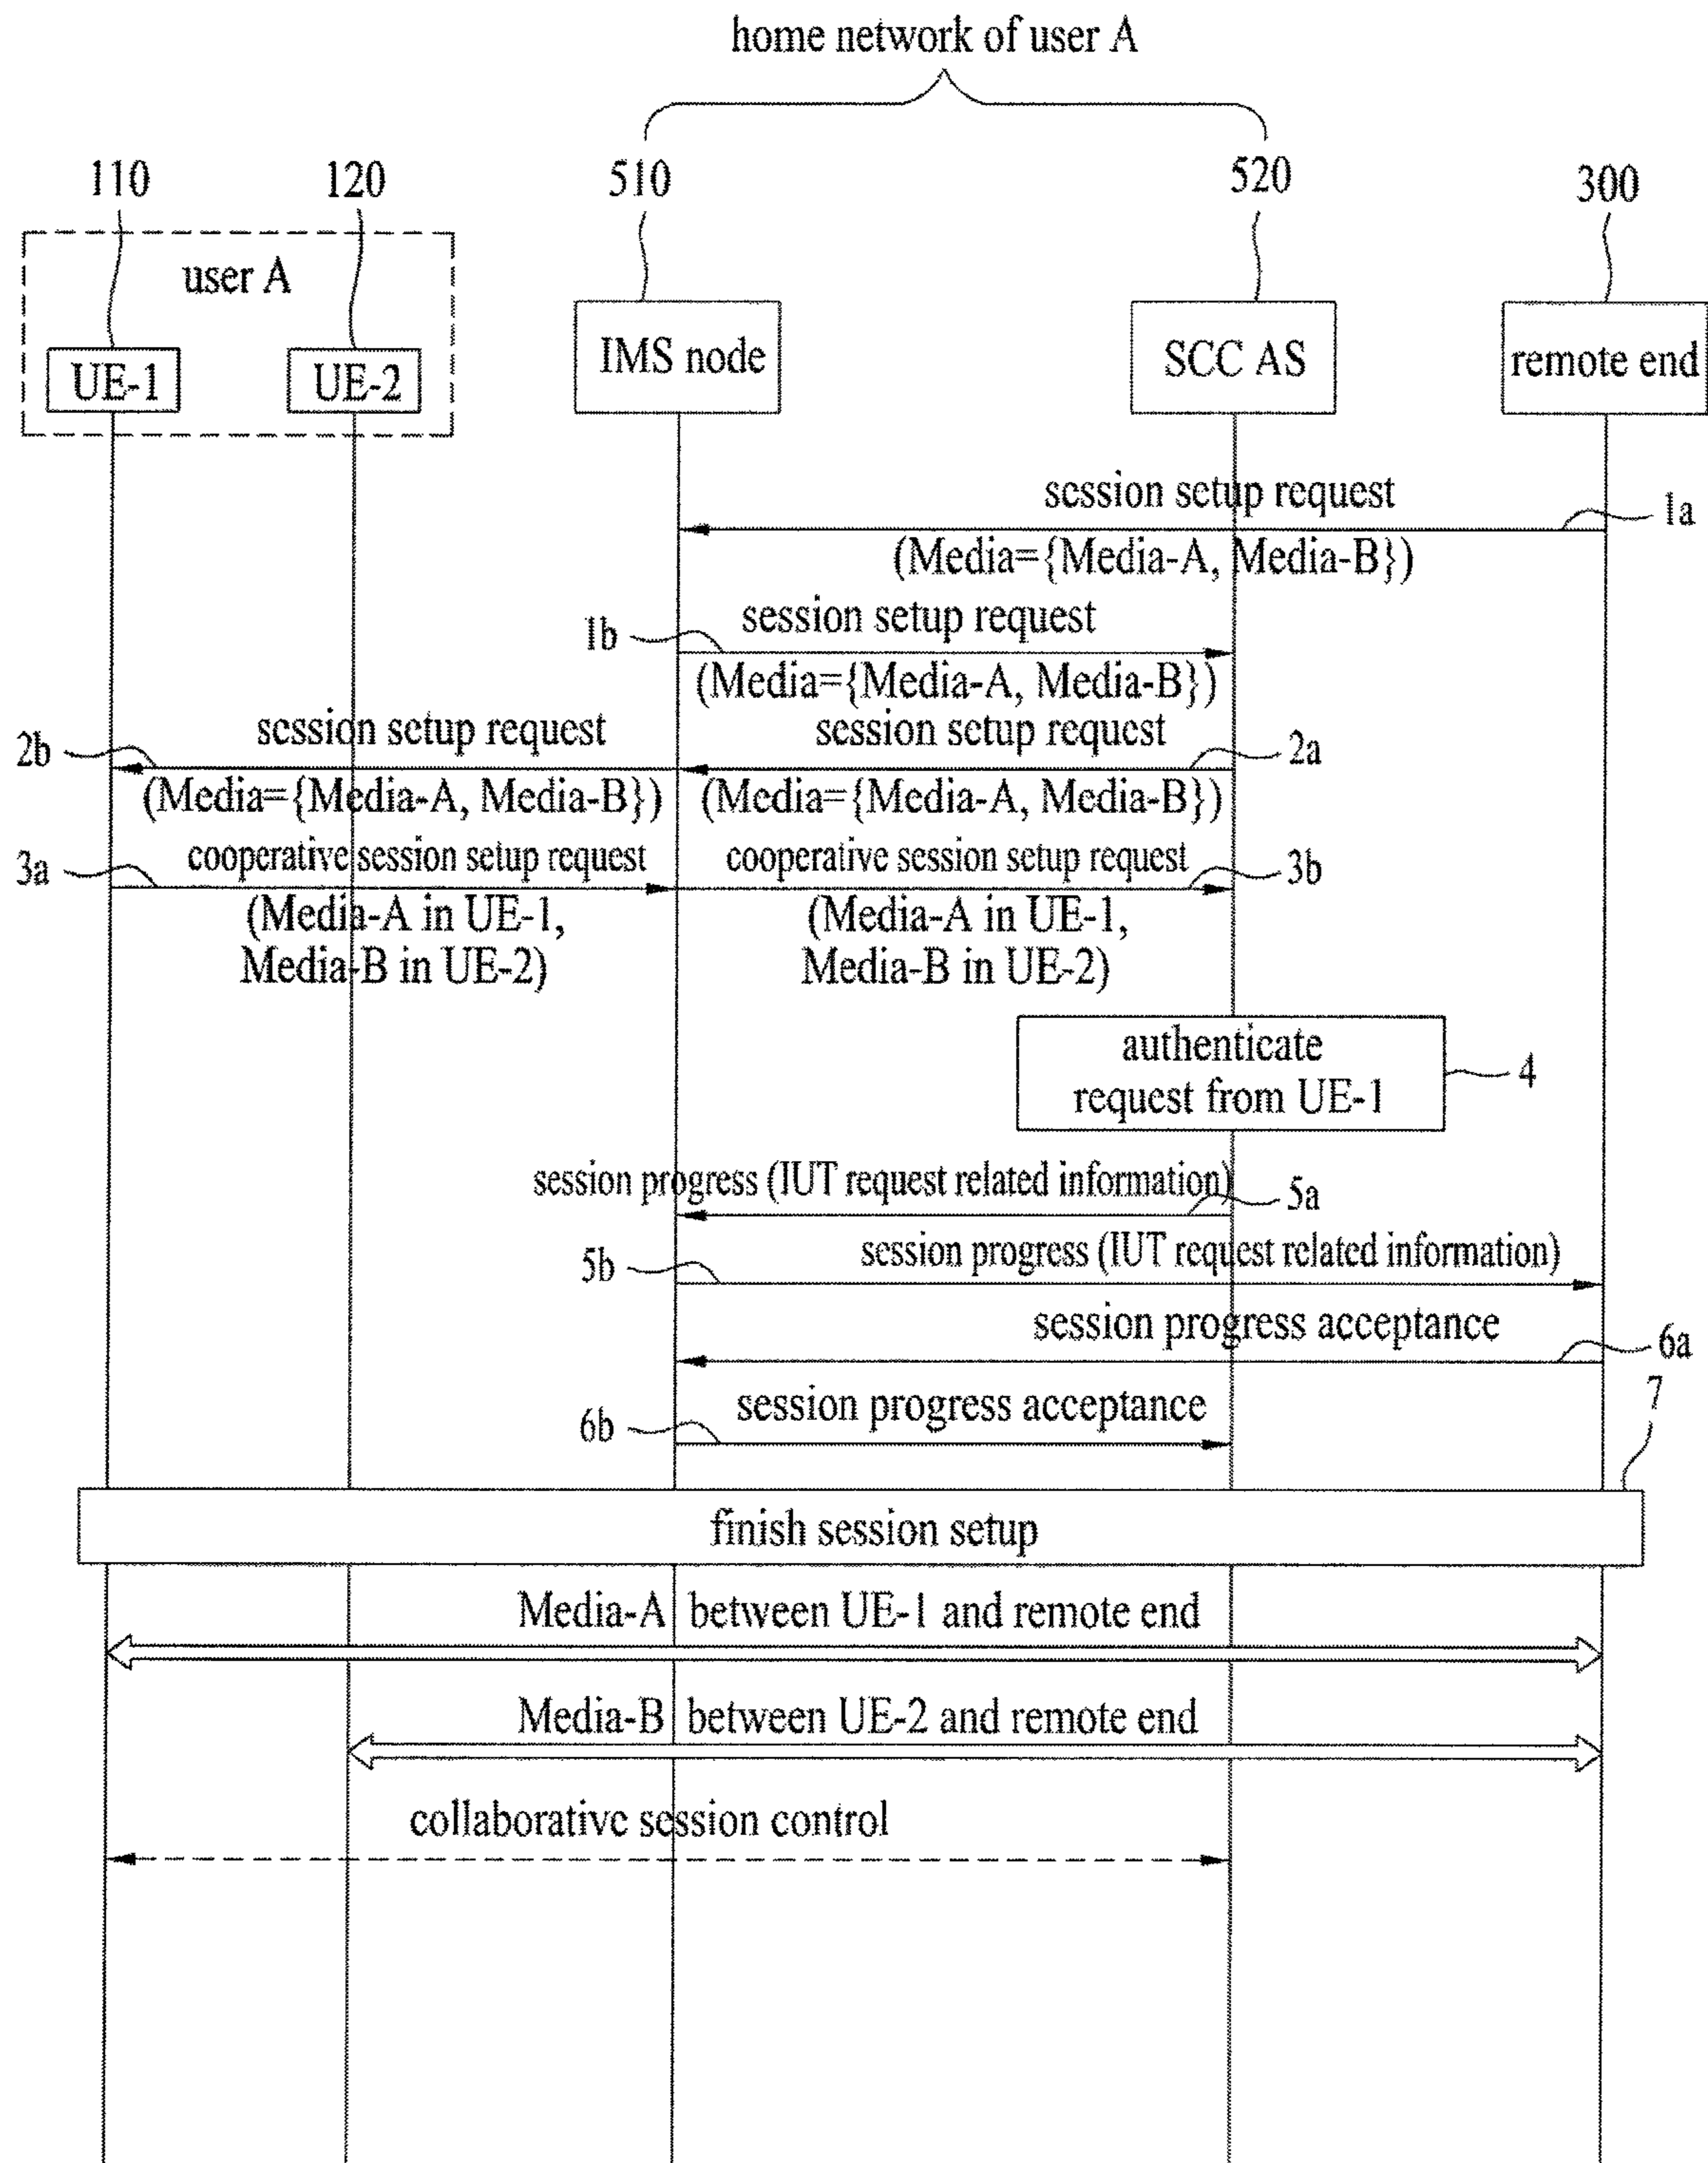 home network of user A
110
120
510
520
300
user A
UE-1
UE-2
IMS node
SCC AS
remote end
session setup request
1a
(Media={Media-A, Media-B})
1b
session setup request
(Media={Media-A, Media-B})
2b
session setup request
session setup request
2a
(Media={Media-A, Media-B})
(Media={Media-A, Media-B})
3a
cooperative session setup request
cooperative session setup request
3b
(Media-A in UE-1,
Media-B in UE-2)
(Media-A in UE-1,
Media-B in UE-2)
authenticate
request from UE-1
4
session progress (IUT request related information)
5a
5b
session progress (IUT request related information)
session progress acceptance
6a
6b
session progress acceptance
7
finish session setup
Media-A between UE-1 and remote end
Media-B between UE-2 and remote end
collaborative session control